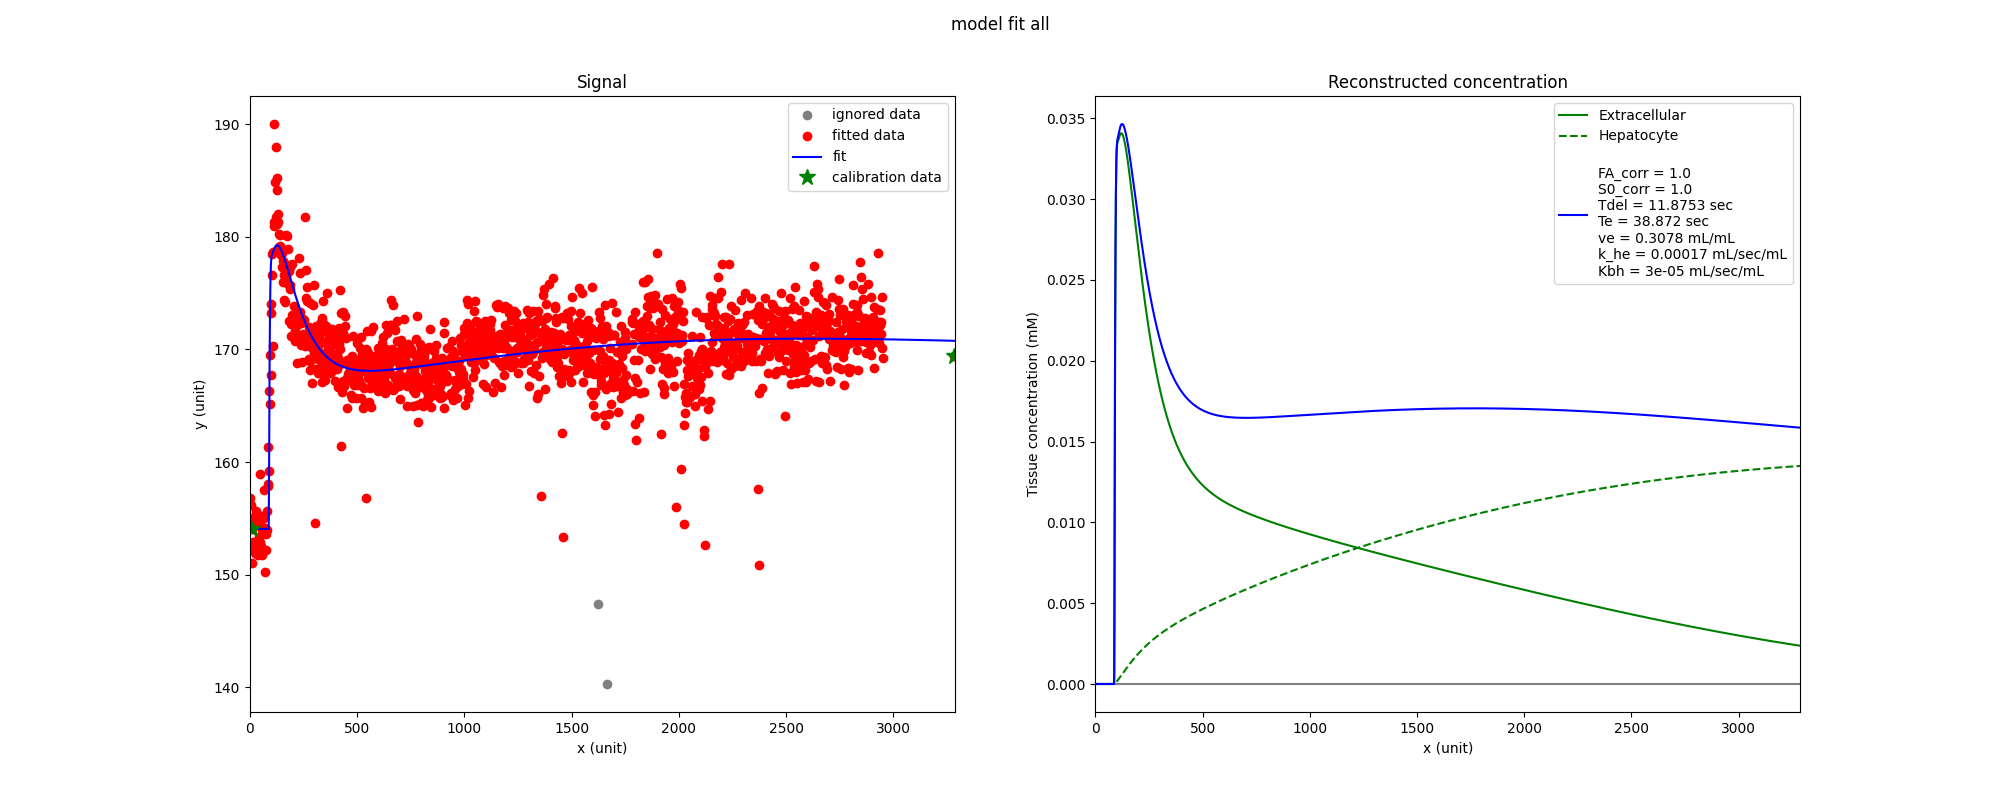 model fit all
Signal
190
180
170
160
150
140
y (unit)
0 500 1000 1500 2000 2500 3000
x (unit)
ignored data
fitted data
fit
calibration data
Reconstructed concentration
0.035
0.030
0.025
0.020
0.015
0.010
0.005
0.000
Tissue concentration (mM)
0 500 1000 1500 2000 2500 3000
x (unit)
Extracellular
Hepatocyte
FA_corr = 1.0
S0_corr = 1.0
Tdel = 11.8753 sec
Te = 38.872 sec
ve = 0.3078 mL/mL
k_he = 0.00017 mL/sec/mL
Kbh = 3e-05 mL/sec/mL